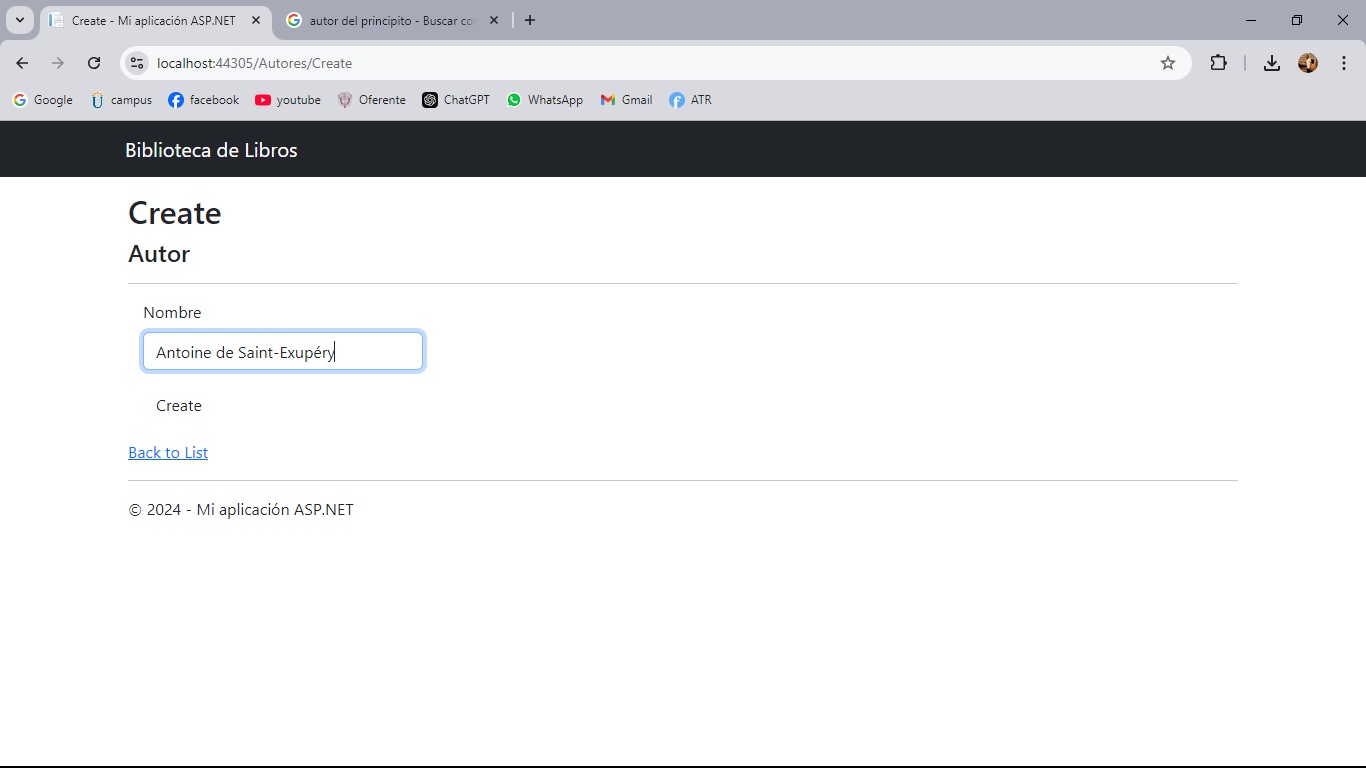 Create - Mi aplicación ASP.NET
autor del principito - Buscar co
localhost:44305/Autores/Create
Google campus facebook youtube Oferente ChatGPT WhatsApp Gmail ATR
Biblioteca de Libros
Create
Autor
Nombre
Antoine de Saint-Exupéry
Create
Back to List
© 2024 - Mi aplicación ASP.NET